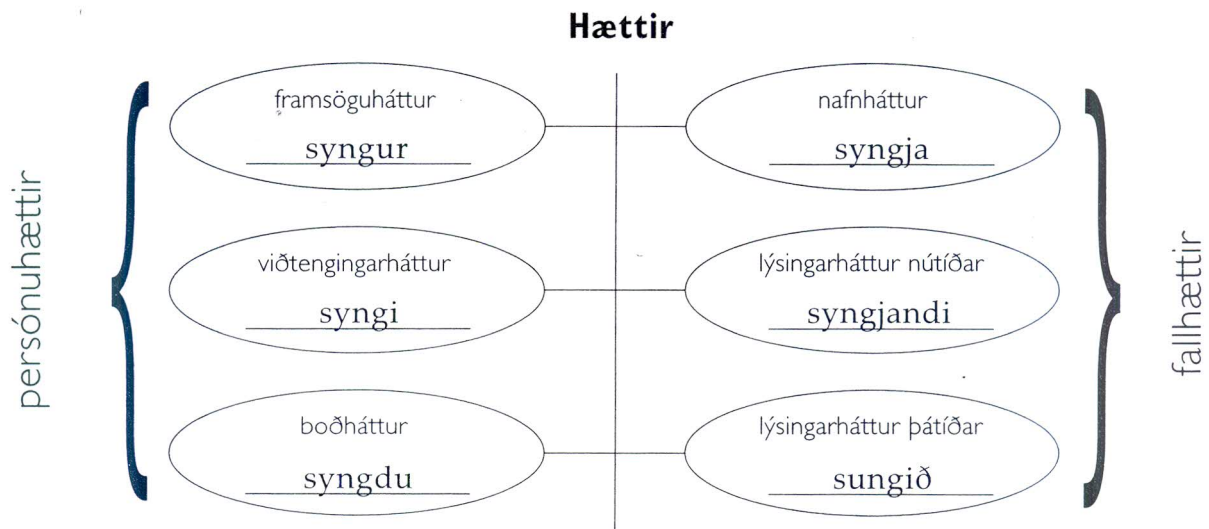 Hættir
persónuhættir
framsöguháttur
syngur
viðtengingarháttur
syngi
boðháttur
syngdu
nafnháttur
syngja
lýsingarháttur nútíðar
syngjandi
lýsingarháttur þátíðar
sungið
fallhættir